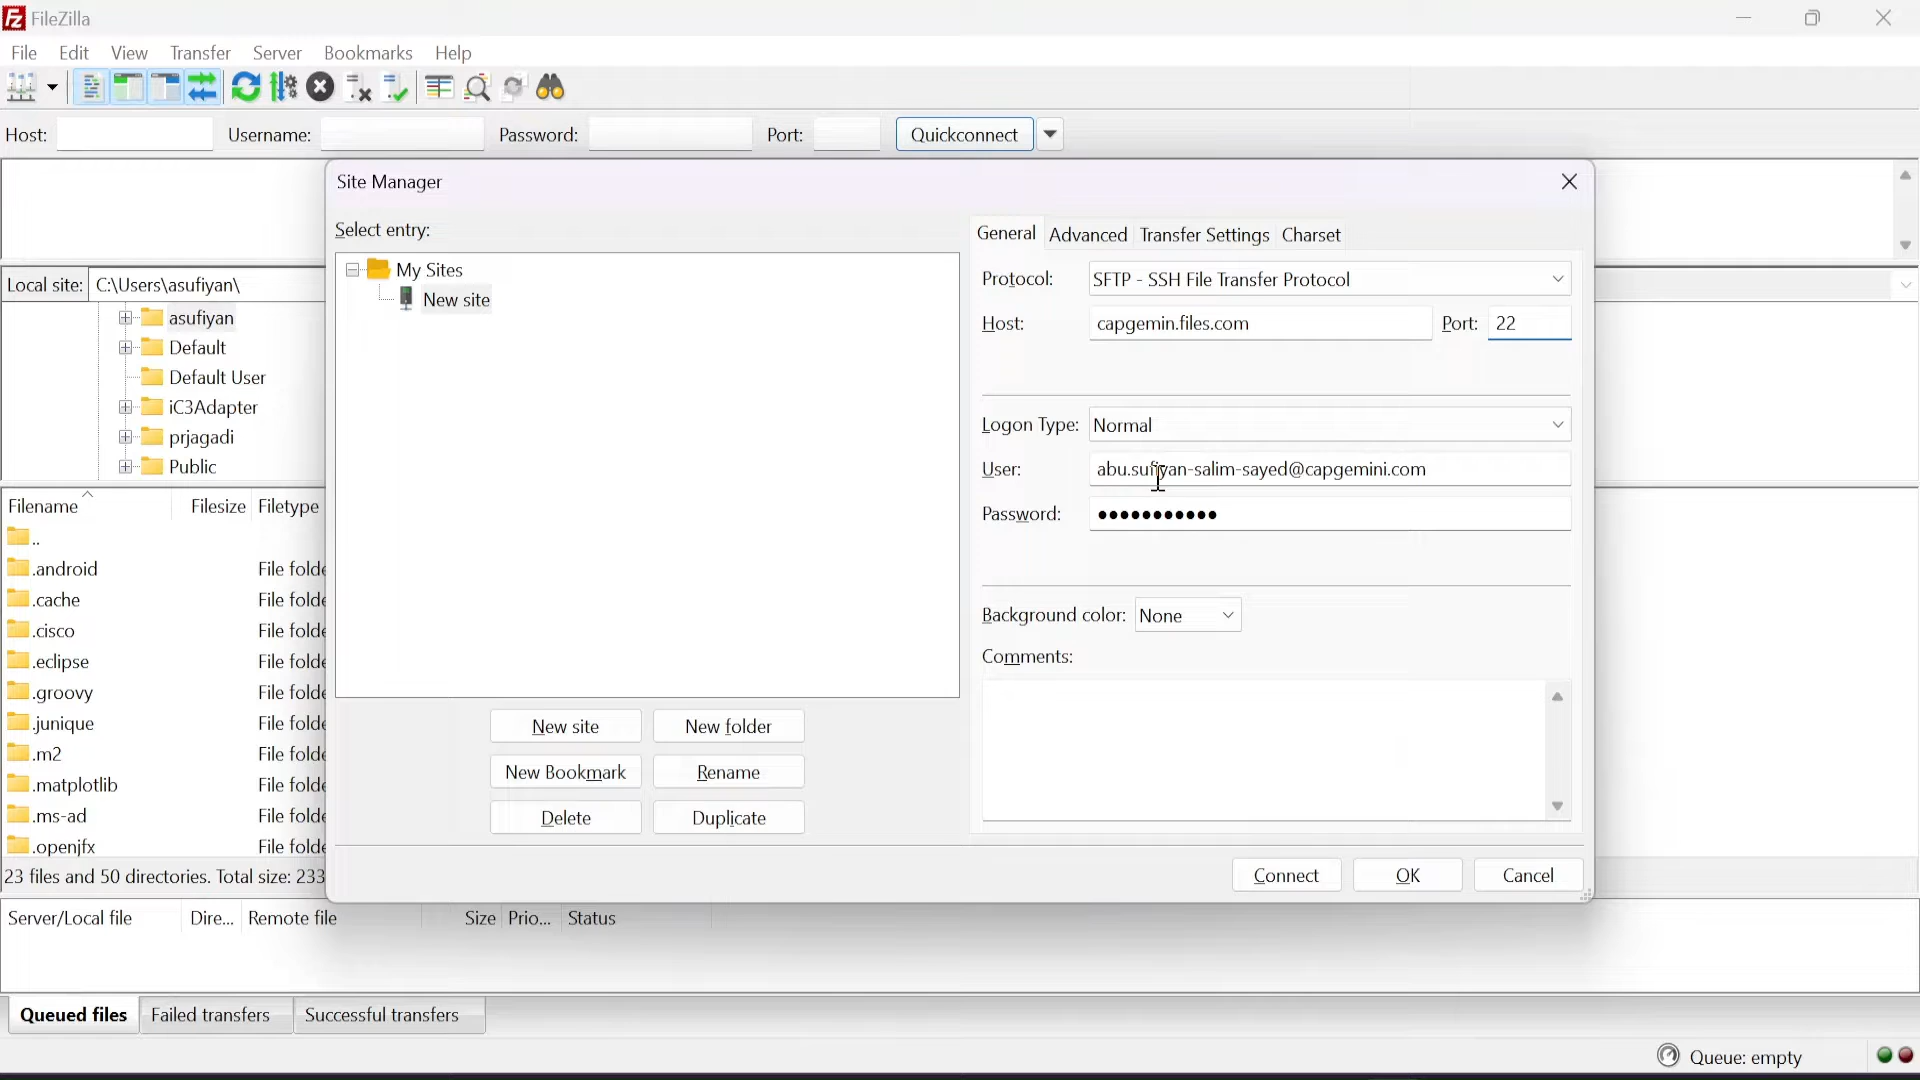 FileZilla
File Edit View Transfer Server Bookmarks Help
Host: Username: Password: Port: Quickconnect
Site Manager
Select entry:
My Sites
New site
New site New folder
New Bookmark Rename
Delete Duplicate
General Advanced Transfer Settings Charset
Protocol: SFTP - SSH File Transfer Protocol
Host: capgemin.files.com Port: 22
Logon Type: Normal
User: abu.sufiyan-salim-sayed@capgemini.com
Password: ●●●●●●●●●●●
Background color: None
Comments:
Connect OK Cancel
Local site: C:\Users\asufiyan\
asufiyan
Default
Default User
iC3Adapter
prjagadi
Public
Filename Filesize Filetype
..
.android File folde
.cache File folde
.cisco File folde
.eclipse File folde
.groovy File folde
.junique File folde
.m2 File folde
.matplotlib File folde
.ms-ad File folde
.openjfx File folde
23 files and 50 directories. Total size: 233
Server/Local file Dire... Remote file Size Prio... Status
Queued files Failed transfers Successful transfers
Queue: empty